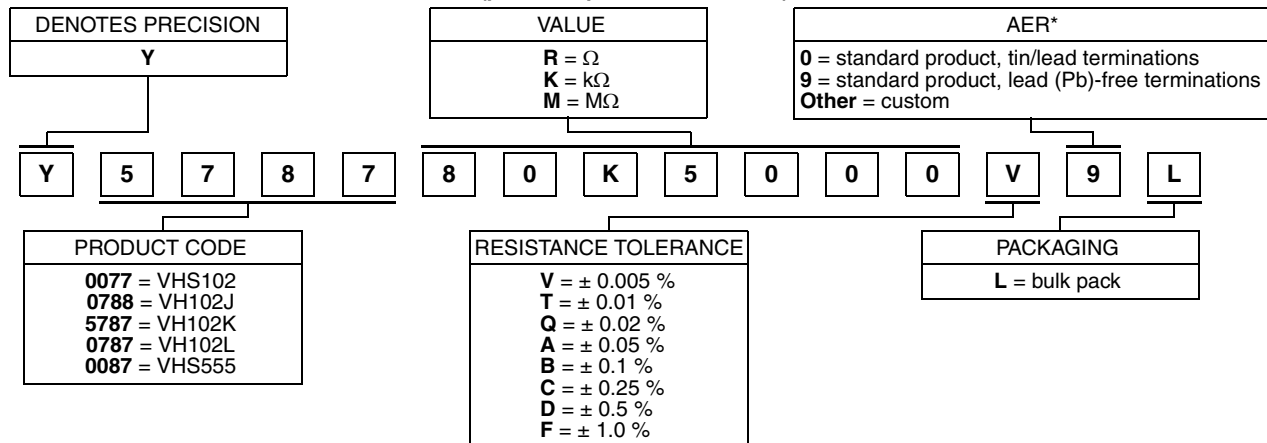 DENOTES PRECISION
Y
VALUE
R = Ω
K = kΩ
M = MΩ
AER*
0 = standard product, tin/lead terminations
9 = standard product, lead (Pb)-free terminations
Other = custom
Y 5 7 8 7 8 0 K 5 0 0 0 V 9 L
PRODUCT CODE
0077 = VHS102
0788 = VH102J
5787 = VH102K
0787 = VH102L
0087 = VHS555
RESISTANCE TOLERANCE
V = ± 0.005 %
T = ± 0.01 %
Q = ± 0.02 %
A = ± 0.05 %
B = ± 0.1 %
C = ± 0.25 %
D = ± 0.5 %
F = ± 1.0 %
PACKAGING
L = bulk pack